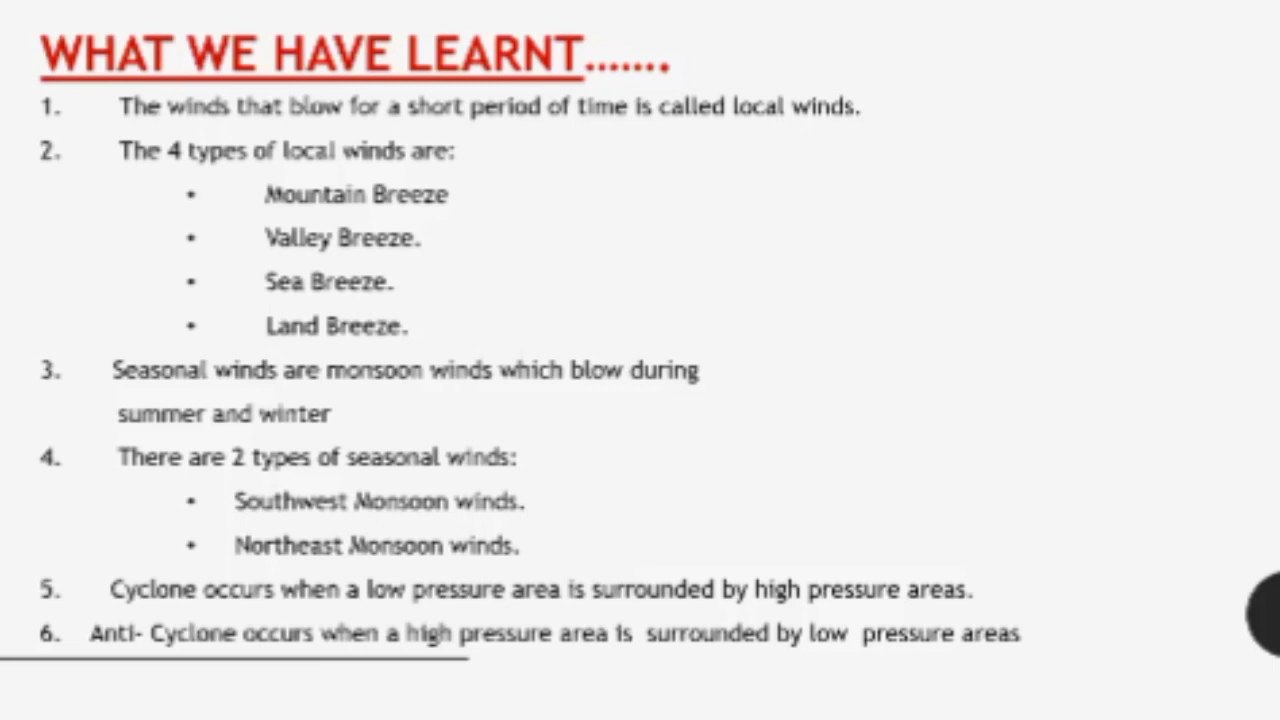 WHAT WE HAVE LEARNT.......
1. The winds that blow for a short period of time is called local winds.
2. The 4 types of local winds are:
• Mountain Breeze
• Valley Breeze.
• Sea Breeze.
• Land Breeze.
3. Seasonal winds are monsoon winds which blow during
summer and winter
4. There are 2 types of seasonal winds:
• Southwest Monsoon winds.
• Northeast Monsoon winds.
5. Cyclone occurs when a low pressure area is surrounded by high pressure areas.
6. Anti- Cyclone occurs when a high pressure area is surrounded by low pressure areas